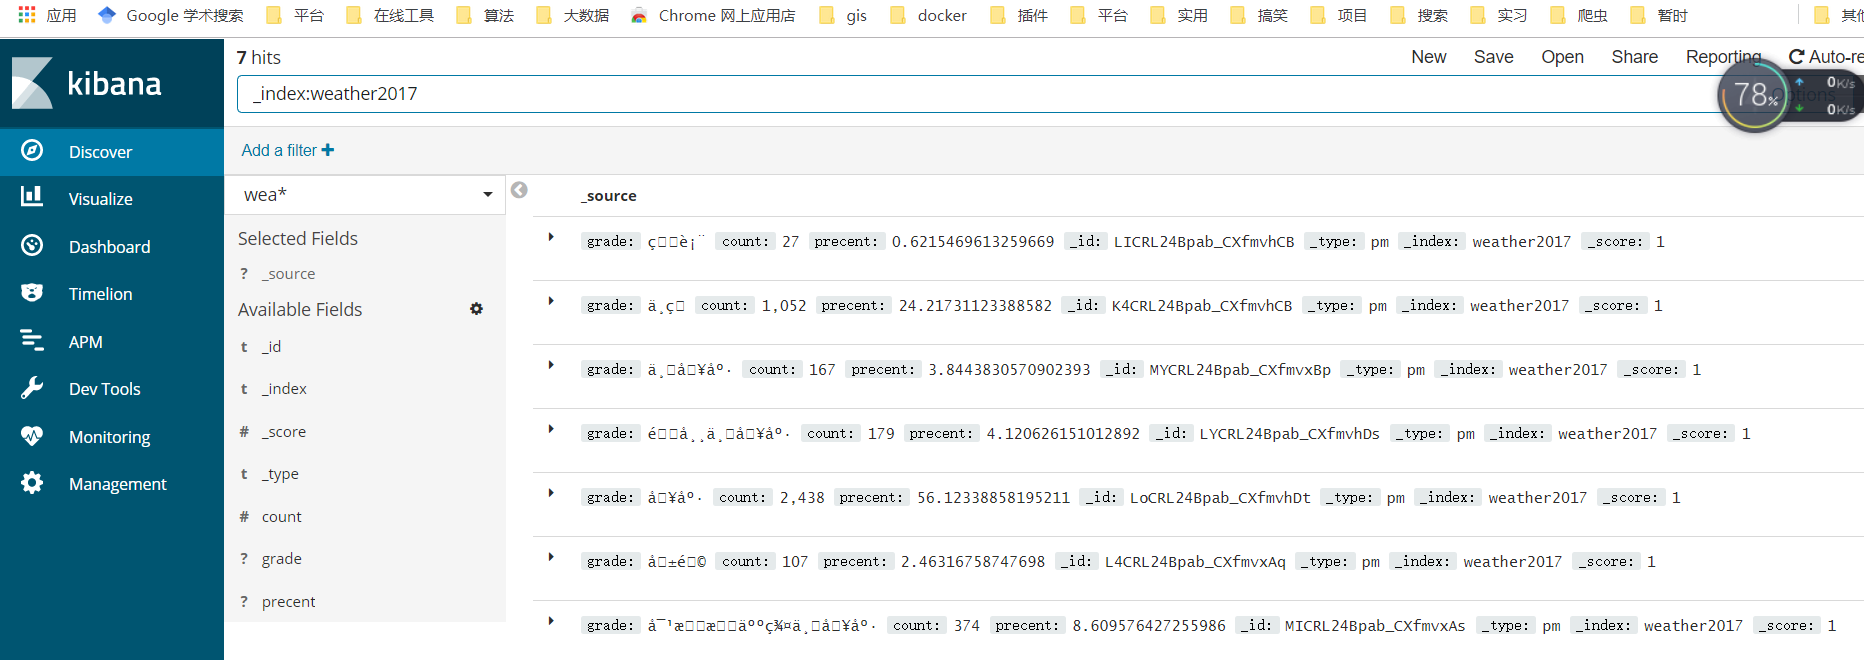 应用 Google 学术搜索 平台 在线工具 算法 大数据 Chrome 网上应用店 gis docker 插件 平台 实用 搞笑 项目 搜索 实习 爬虫 暂时
kibana
Discover
Visualize
Dashboard
Timelion
APM
Dev Tools
Monitoring
Management
7 hits
New Save Open Share Reporting Auto-re
_index:weather2017
Options
78%
0K/s
0K/s
Add a filter
wea*
Selected Fields
? _source
Available Fields
t _id
t _index
# _score
t _type
# count
? grade
? precent
_source
grade: count: 27 precent: 0.6215469613259669 _id: LICRL24Bpab_CXfmvhCB _type: pm _index: weather2017 _score: 1
grade: count: 1,052 precent: 24.21731123388582 _id: K4CRL24Bpab_CXfmvhCB _type: pm _index: weather2017 _score: 1
grade: count: 167 precent: 3.8443830570902393 _id: MYCRL24Bpab_CXfmvxBp _type: pm _index: weather2017 _score: 1
grade: count: 179 precent: 4.120626151012892 _id: LYCRL24Bpab_CXfmvhDs _type: pm _index: weather2017 _score: 1
grade: count: 2,438 precent: 56.12338858195211 _id: LoCRL24Bpab_CXfmvhDt _type: pm _index: weather2017 _score: 1
grade: count: 107 precent: 2.46316758747698 _id: L4CRL24Bpab_CXfmvxAq _type: pm _index: weather2017 _score: 1
grade: count: 374 precent: 8.609576427255986 _id: MICRL24Bpab_CXfmvxAs _type: pm _index: weather2017 _score: 1